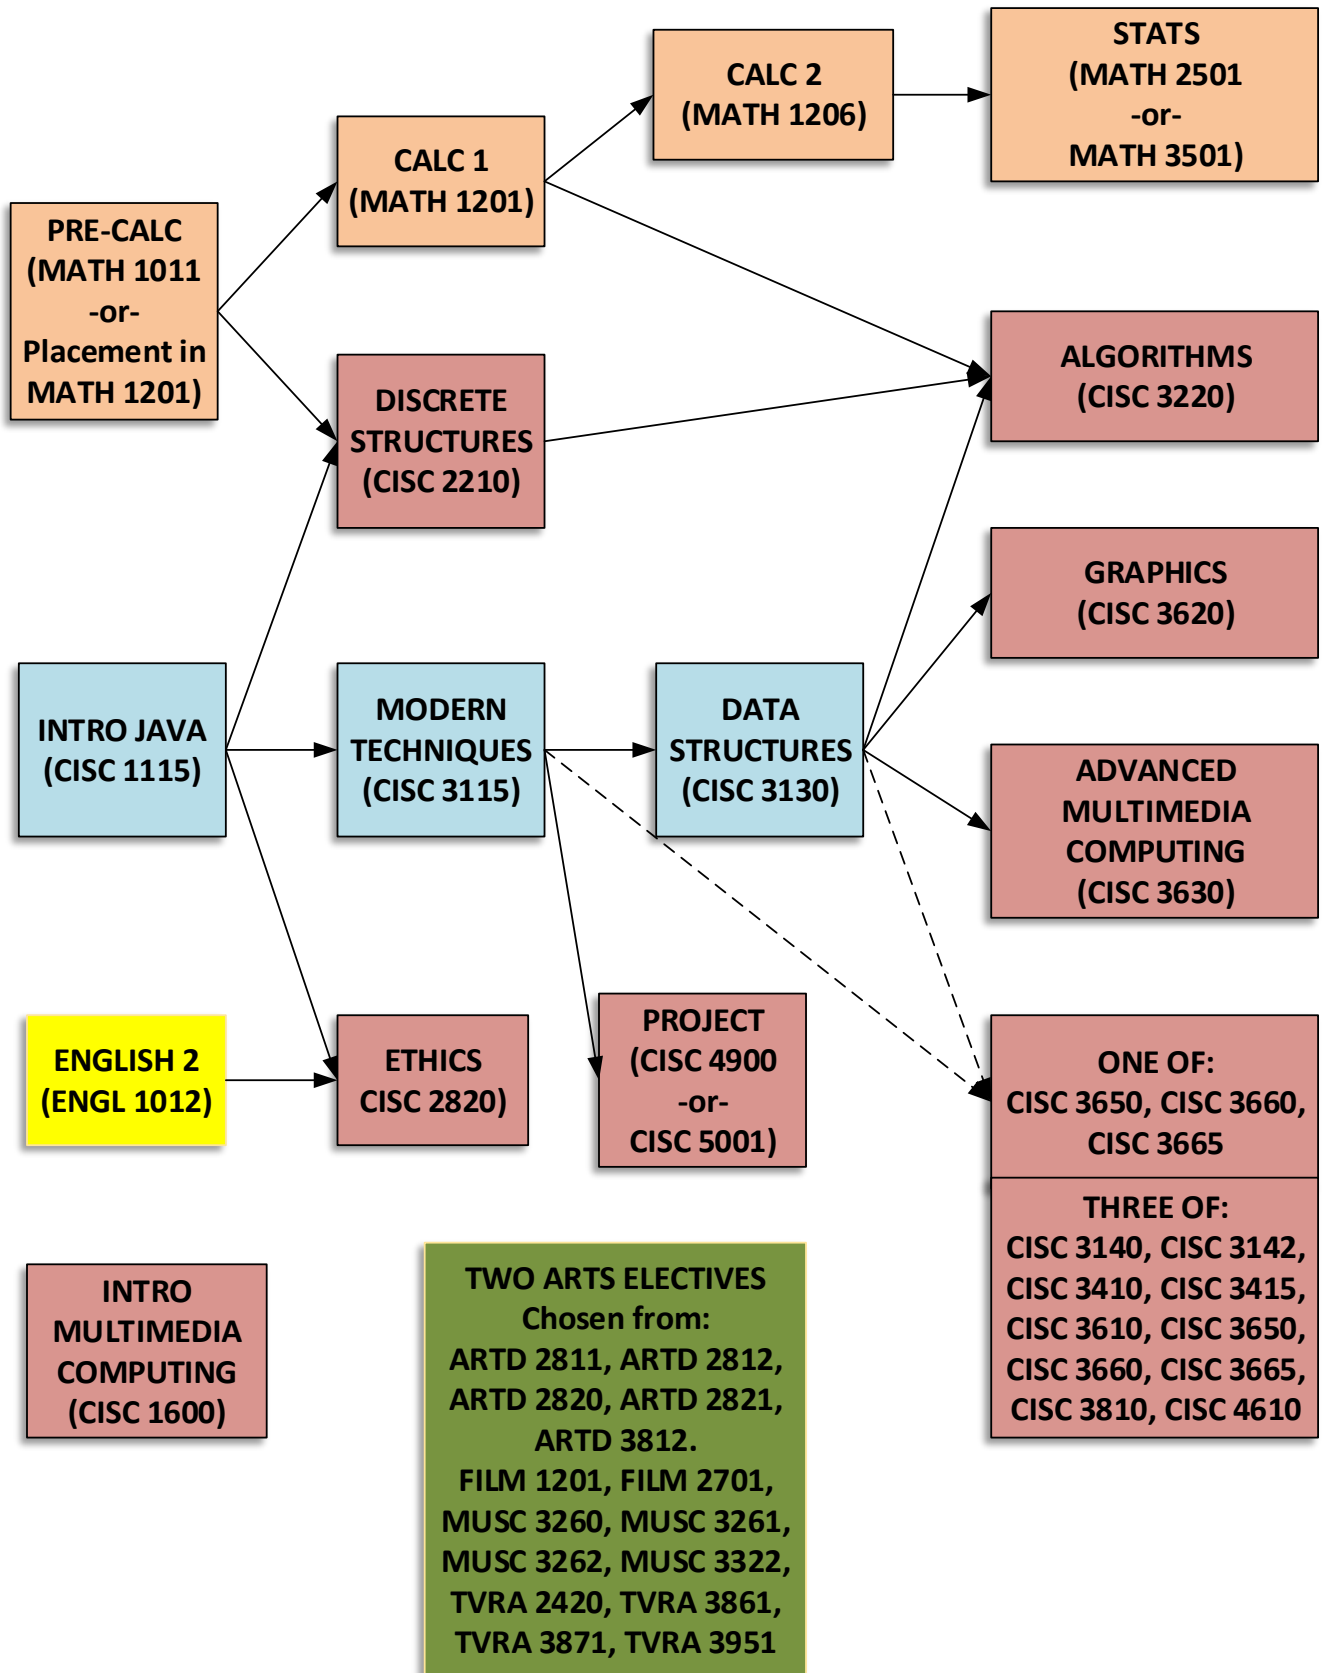 PRE-CALC
(MATH 1011
-or-
Placement in
MATH 1201)
CALC 1
(MATH 1201)
CALC 2
(MATH 1206)
STATS
(MATH 2501
-or-
MATH 3501)
DISCRETE
STRUCTURES
(CISC 2210)
ALGORITHMS
(CISC 3220)
GRAPHICS
(CISC 3620)
INTRO JAVA
(CISC 1115)
MODERN
TECHNIQUES
(CISC 3115)
DATA
STRUCTURES
(CISC 3130)
ADVANCED
MULTIMEDIA
COMPUTING
(CISC 3630)
ENGLISH 2
(ENGL 1012)
ETHICS
CISC 2820)
PROJECT
(CISC 4900
-or-
CISC 5001)
ONE OF:
CISC 3650, CISC 3660,
CISC 3665
THREE OF:
CISC 3140, CISC 3142,
CISC 3410, CISC 3415,
CISC 3610, CISC 3650,
CISC 3660, CISC 3665,
CISC 3810, CISC 4610
INTRO
MULTIMEDIA
COMPUTING
(CISC 1600)
TWO ARTS ELECTIVES
Chosen from:
ARTD 2811, ARTD 2812,
ARTD 2820, ARTD 2821,
ARTD 3812.
FILM 1201, FILM 2701,
MUSC 3260, MUSC 3261,
MUSC 3262, MUSC 3322,
TVRA 2420, TVRA 3861,
TVRA 3871, TVRA 3951